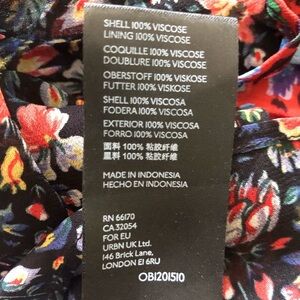 SHELL 100% VISCOSE
LINING 100% VISCOSE
COQUILLE 100% VISCOSE
DOUBLURE 100% VISCOSE
OBERSTOFF 100% VISKOSE
FUTTER 100% VISKOSE
SHELL 100% VISCOSA
FODERA 100% VISCOSA
EXTERIOR 100% VISCOSA
FORRO 100% VISCOSA
面料 100% 粘胶纤维
里料 100% 粘胶纤维
MADE IN INDONESIA
HECHO EN INDONESIA
RN 66170
CA 32054
FOR EU
URBN UK Ltd.
146 Brick Lane,
LONDON E1 6RU
OB1201510